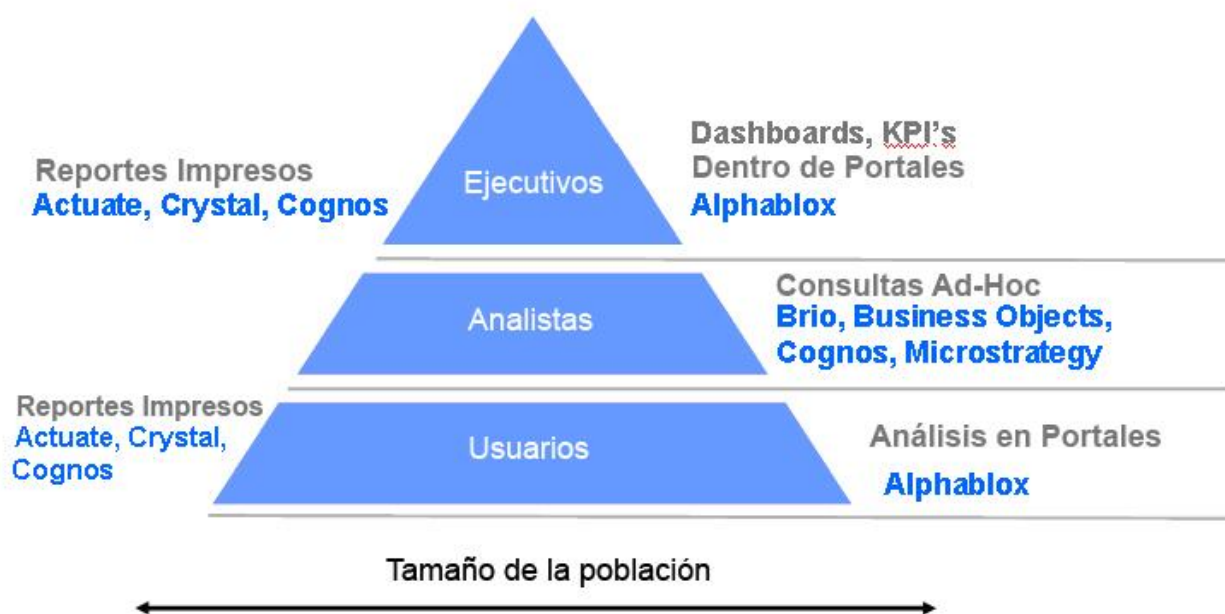 Reportes Impresos
Actuate, Crystal, Cognos
Ejecutivos
Dashboards, KPI's
Dentro de Portales
Alphablox
Analistas
Consultas Ad-Hoc
Brio, Business Objects,
Cognos, Microstrategy
Reportes Impresos
Actuate, Crystal,
Cognos
Usuarios
Análisis en Portales
Alphablox
Tamaño de la población